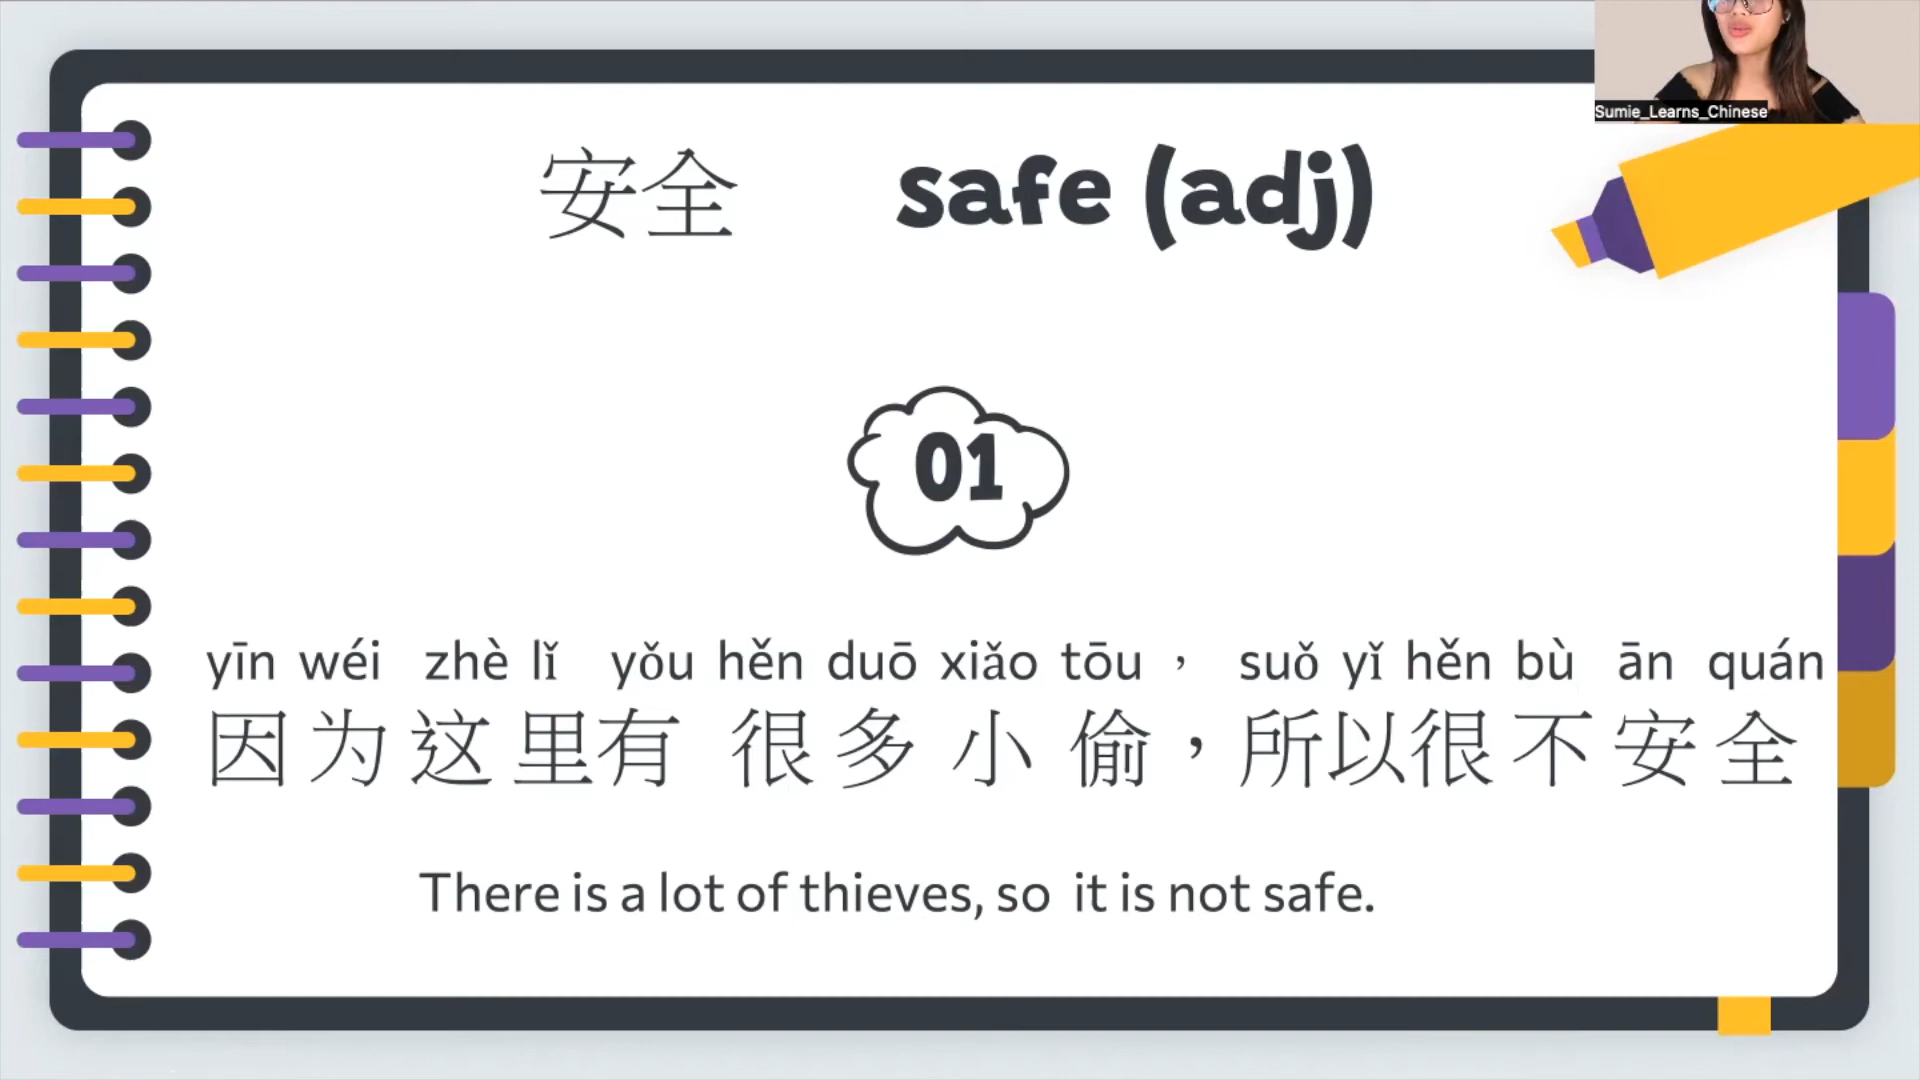 Sumie_Learns_Chinese
安全 safe (adj)
01
yīn wéi zhè lǐ yǒu hěn duō xiǎo tōu , suǒ yǐ hěn bù ān quán
因为这里有很多小偷,所以很不安全
There is a lot of thieves, so it is not safe.